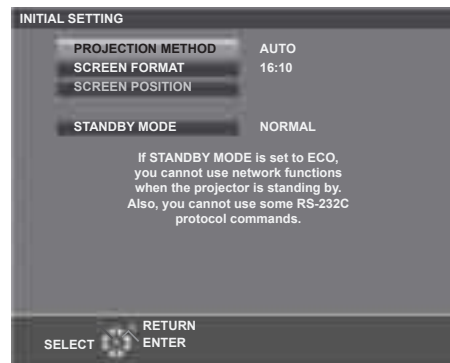 INITIAL SETTING
PROJECTION METHOD AUTO
SCREEN FORMAT 16:10
SCREEN POSITION
STANDBY MODE NORMAL
If STANDBY MODE is set to ECO,
you cannot use network functions
when the projector is standing by.
Also, you cannot use some RS-232C
protocol commands.
RETURN
SELECT ENTER